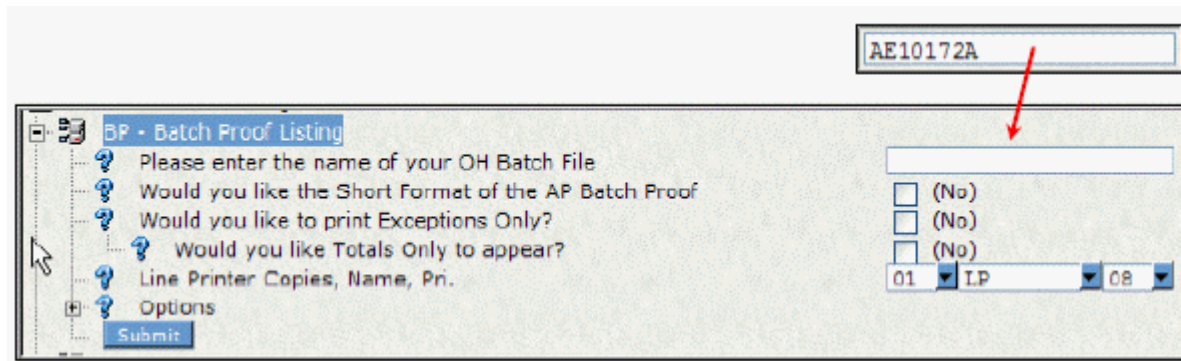 AE10172A
BP - Batch Proof Listing
Please enter the name of your OH Batch File
Would you like the Short Format of the AP Batch Proof (No)
Would you like to print Exceptions Only? (No)
Would you like Totals Only to appear? (No)
Line Printer Copies, Name, Pri. 01 LP 08
Options
Submit